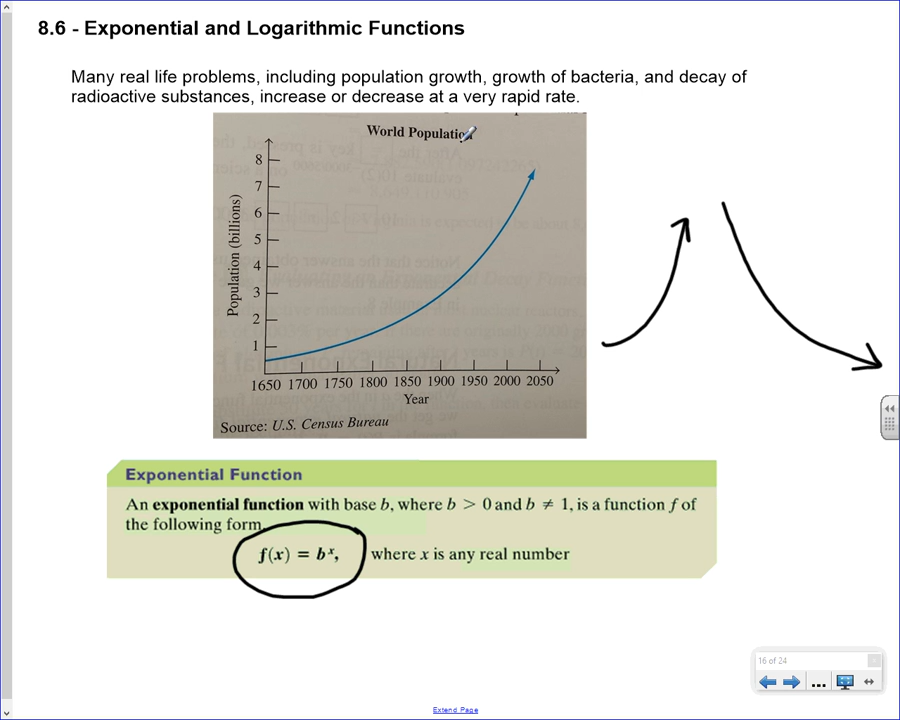 8.6 - Exponential and Logarithmic Functions
Many real life problems, including population growth, growth of bacteria, and decay of
radioactive substances, increase or decrease at a very rapid rate.
World Population
Population (billions)
8
7
6
5
4
3
2
1
1650 1700 1750 1800 1850 1900 1950 2000 2050
Year
Source: U.S. Census Bureau
Exponential Function
An exponential function with base b, where b > 0 and b ≠ 1, is a function f of
the following form.
f(x) = bˣ, where x is any real number
16 of 24
...
Extend Page